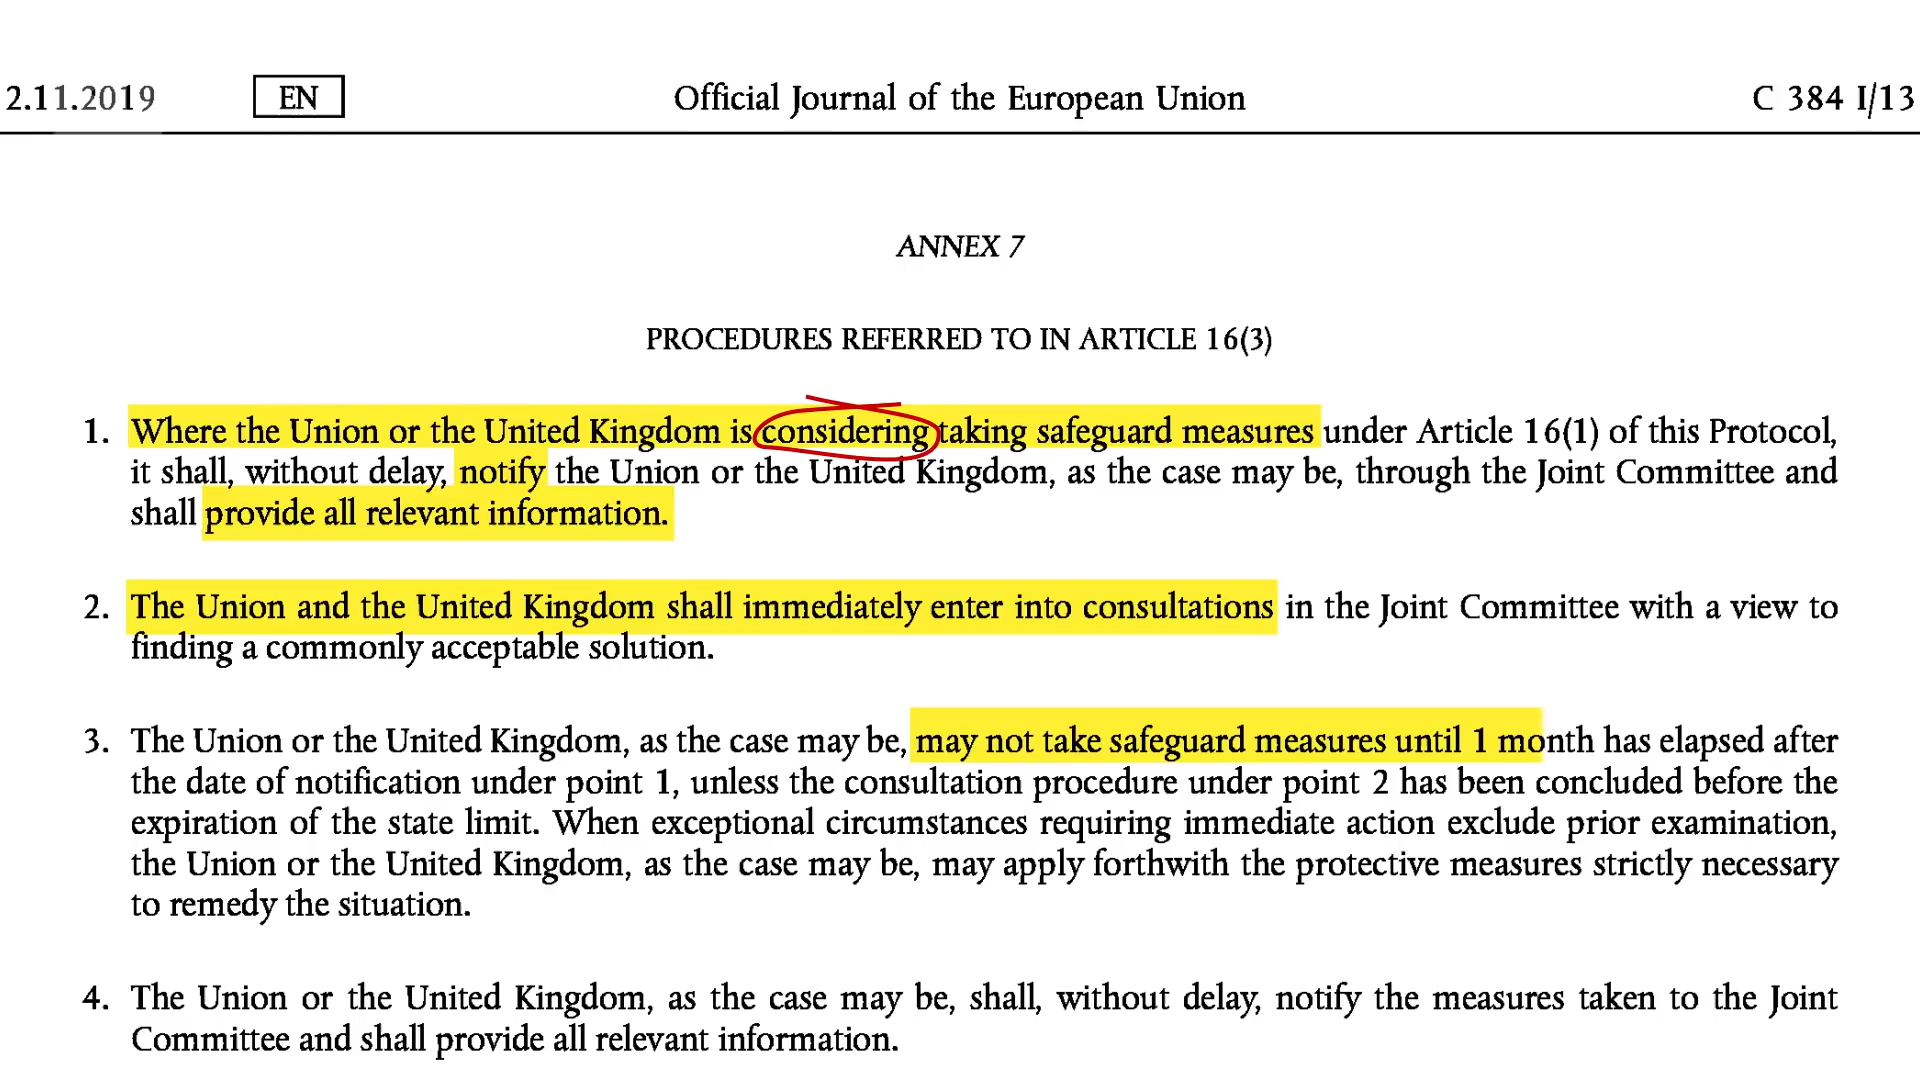 2.11.2019 EN Official Journal of the European Union C 384 I/13
ANNEX 7
PROCEDURES REFERRED TO IN ARTICLE 16(3)
1. Where the Union or the United Kingdom is considering taking safeguard measures under Article 16(1) of this Protocol,
it shall, without delay, notify the Union or the United Kingdom, as the case may be, through the Joint Committee and
shall provide all relevant information.
2. The Union and the United Kingdom shall immediately enter into consultations in the Joint Committee with a view to
finding a commonly acceptable solution.
3. The Union or the United Kingdom, as the case may be, may not take safeguard measures until 1 month has elapsed after
the date of notification under point 1, unless the consultation procedure under point 2 has been concluded before the
expiration of the state limit. When exceptional circumstances requiring immediate action exclude prior examination,
the Union or the United Kingdom, as the case may be, may apply forthwith the protective measures strictly necessary
to remedy the situation.
4. The Union or the United Kingdom, as the case may be, shall, without delay, notify the measures taken to the Joint
Committee and shall provide all relevant information.